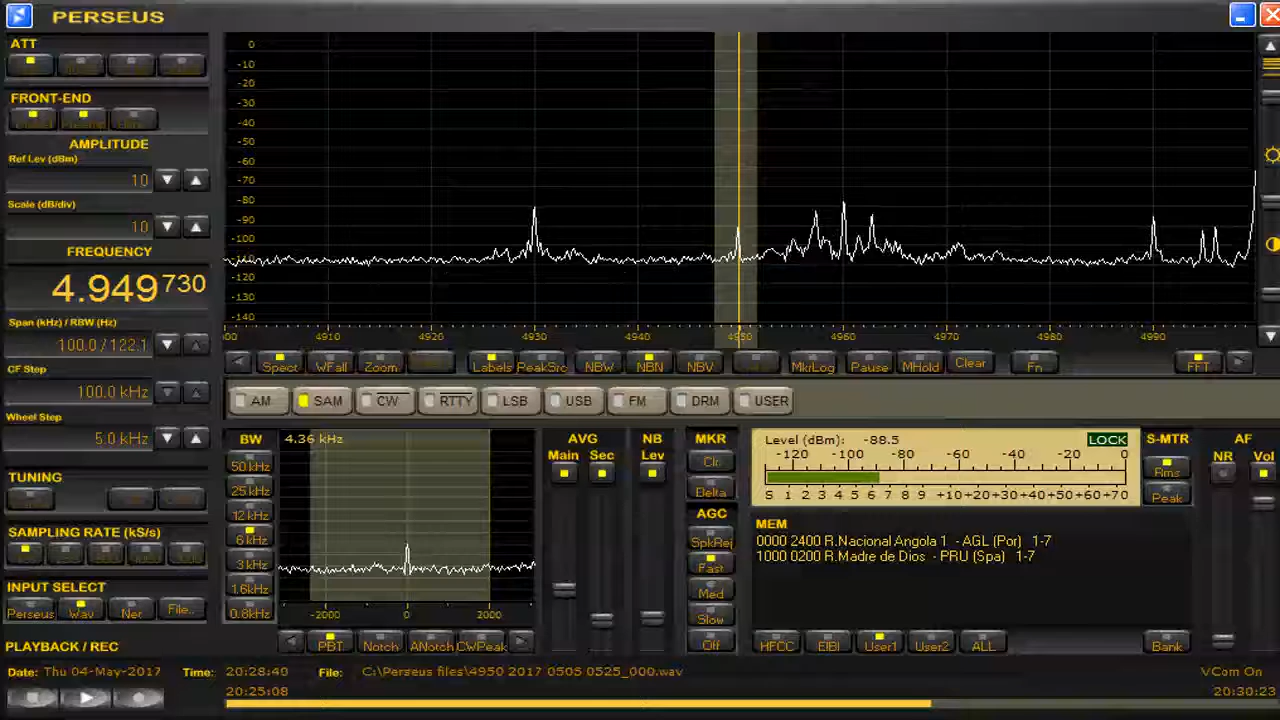 PERSEUS
ATT
FRONT-END
AMPLITUDE
Ref Lev (dBm)
10
Scale (dB/div)
10
FREQUENCY
4.949730
Span (kHz) / RBW (Hz)
100.0 / 122.1
CF Step
100.0 kHz
Wheel Step
5.0 kHz
TUNING
SAMPLING RATE (kS/s)
INPUT SELECT
Perseus Wav Net File..
PLAYBACK / REC
0
-10
-20
-30
-40
-50
-60
-70
-80
-90
-100
-110
-120
-130
-140
4910 4920 4930 4940 4950 4960 4970 4980 4990
Spect WFall Zoom Labels PeakSrc NBW NBN NBV MkrLog Pause MHold Clear Fn FFT
AM SAM CW RTTY LSB USB FM DRM USER
BW
50 kHz
25 kHz
12 kHz
6 kHz
3 kHz
1.6kHz
0.8kHz
4.36 kHz
-2000 0 2000
PBT Notch ANotch CWPeak
AVG
Main Sec
NB
Lev
MKR
Clr
Delta
AGC
SpkRej
Fast
Med
Slow
Off
Level (dBm): -88.5 LOCK
-120 -100 -80 -60 -40 -20 0
S 1 2 3 4 5 6 7 8 9 +10+20+30+40+50+60+70
S-MTR
Rms
Peak
AF
NR Vol
MEM
0000 2400 R.Nacional Angola 1 - AGL (Por) 1-7
1000 0200 R.Madre de Dios - PRU (Spa) 1-7
HFCC EIBI User1 User2 ALL Bank
Date: Thu 04-May-2017 Time: 20:28:40 File: C:\Perseus files\4950 2017 0505 0525_000.wav VCom On
20:25:08 20:30:23